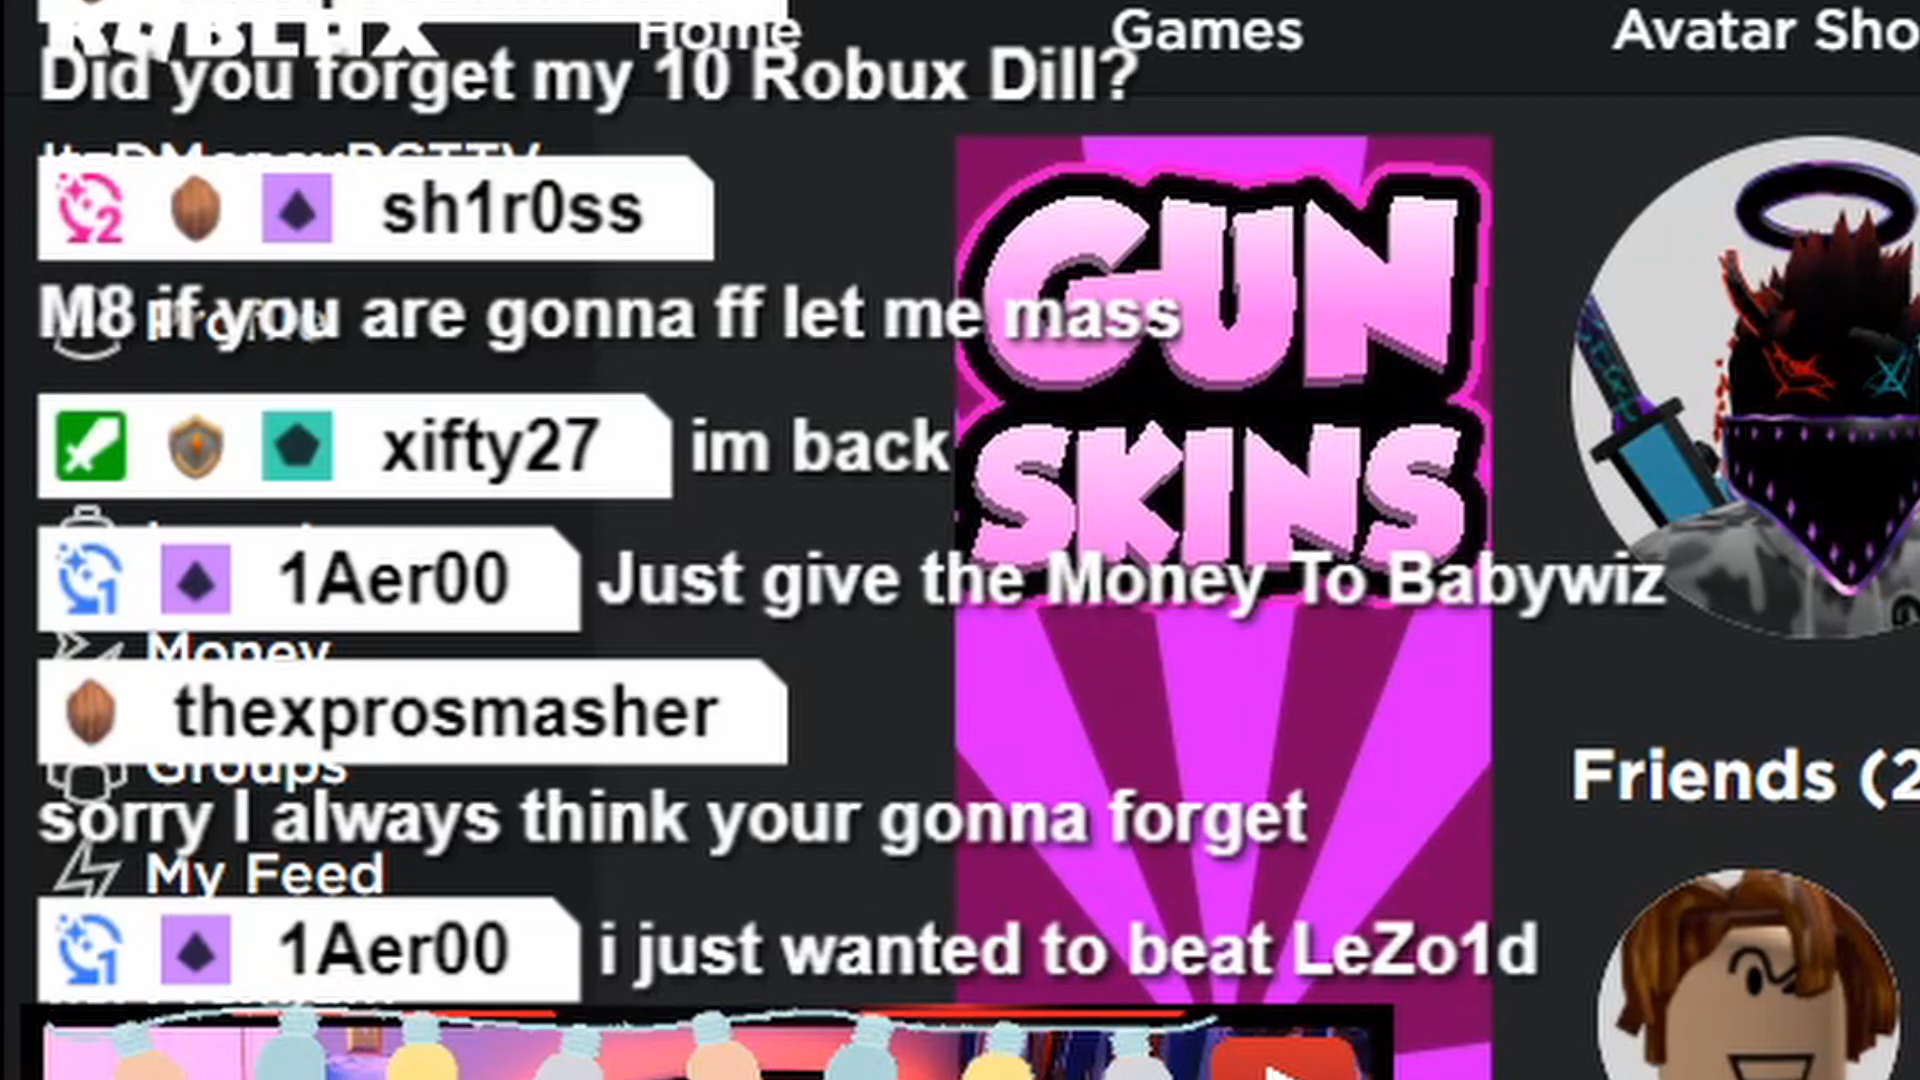 ROBLOX Home Games Avatar Sho
Did you forget my 10 Robux Dill?
sh1r0ss
M8 if you are gonna ff let me mass
Profile
GUN
SKINS
xifty27 im back
1Aer00 Just give the Money To Babywiz
Money
thexprosmasher
Groups
Friends (2
sorry I always think your gonna forget
My Feed
1Aer00 i just wanted to beat LeZo1d